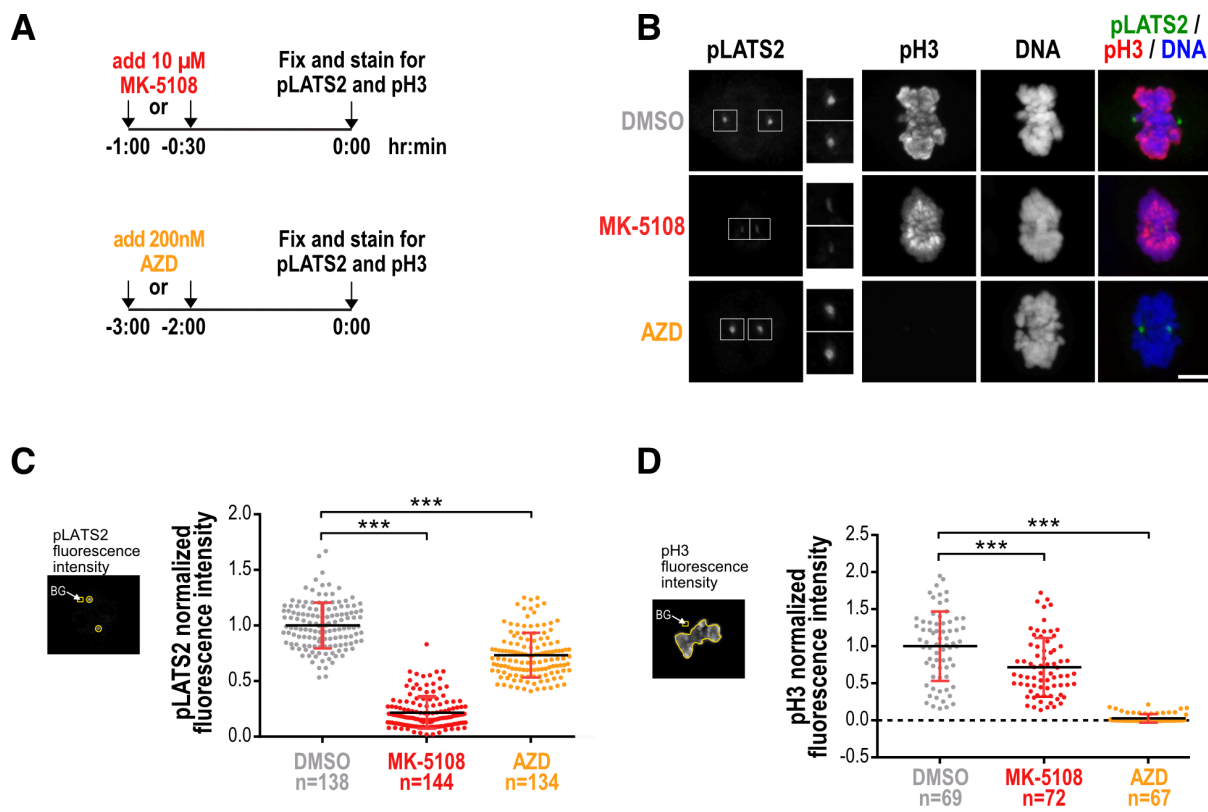 A
add 10 µM
MK-5108
or
Fix and stain for
pLATS2 and pH3
-1:00 -0:30 0:00 hr:min
add 200nM
AZD
or
Fix and stain for
pLATS2 and pH3
-3:00 -2:00 0:00
B
pLATS2 pH3 DNA pLATS2 /
pH3 / DNA
DMSO
MK-5108
AZD
C
pLATS2
fluorescence
intensity
BG
pLATS2 normalized
fluorescence intensity
2.0
1.5
1.0
0.5
0.0
***
***
DMSO MK-5108 AZD
n=138 n=144 n=134
D
pH3
fluorescence
intensity
BG
pH3 normalized
fluorescence intensity
2.5
2.0
1.5
1.0
0.5
0.0
-0.5
***
***
DMSO MK-5108 AZD
n=69 n=72 n=67